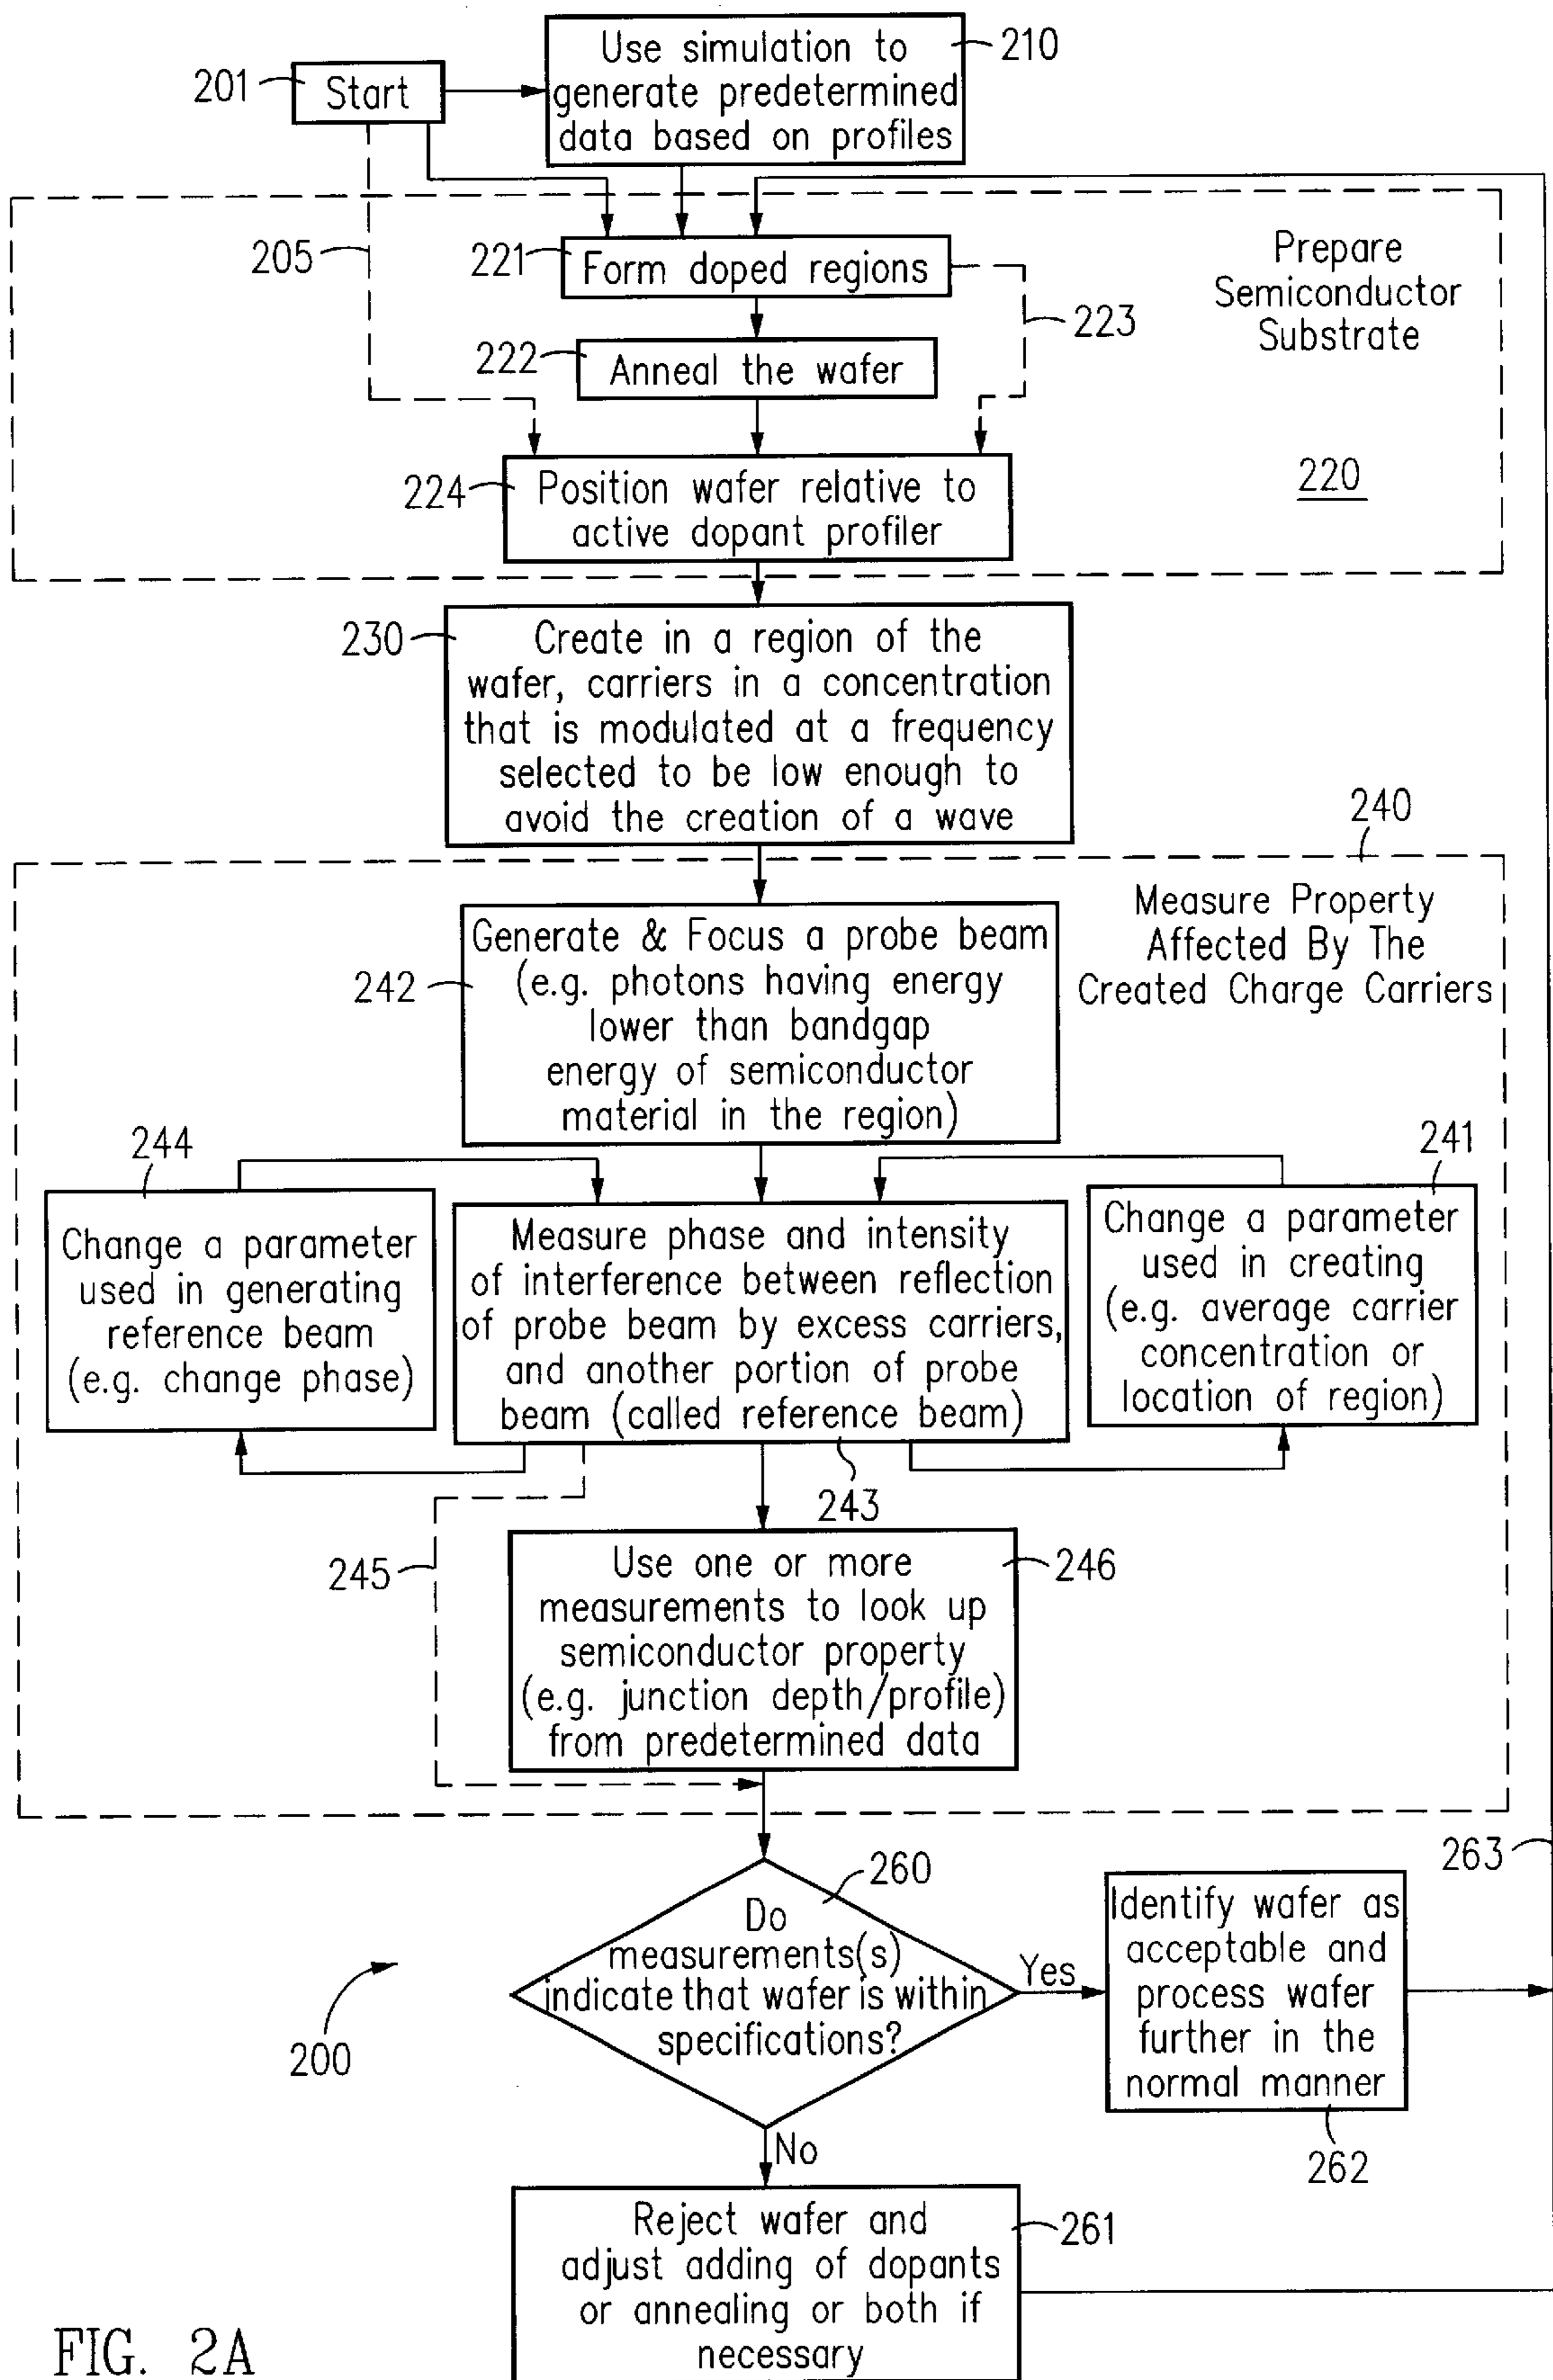 Use simulation to
generate predetermined
data based on profiles
210
201
Start
205
221
Form doped regions
223
Prepare
Semiconductor
Substrate
222
Anneal the wafer
224
Position wafer relative to
active dopant profiler
220
230
Create in a region of the
wafer, carriers in a concentration
that is modulated at a frequency
selected to be low enough to
avoid the creation of a wave
240
Measure Property
Affected By The
Created Charge Carriers
242
Generate & Focus a probe beam
(e.g. photons having energy
lower than bandgap
energy of semiconductor
material in the region)
244
Change a parameter
used in generating
reference beam
(e.g. change phase)
Measure phase and intensity
of interference between reflection
of probe beam by excess carriers,
and another portion of probe
beam (called reference beam)
243
241
Change a parameter
used in creating
(e.g. average carrier
concentration or
location of region)
245
Use one or more
measurements to look up
semiconductor property
(e.g. junction depth/profile)
from predetermined data
246
260
Do
measurements(s)
indicate that wafer is within
specifications?
Yes
Identify wafer as
acceptable and
process wafer
further in the
normal manner
262
263
200
No
Reject wafer and
adjust adding of dopants
or annealing or both if
necessary
261
FIG. 2A